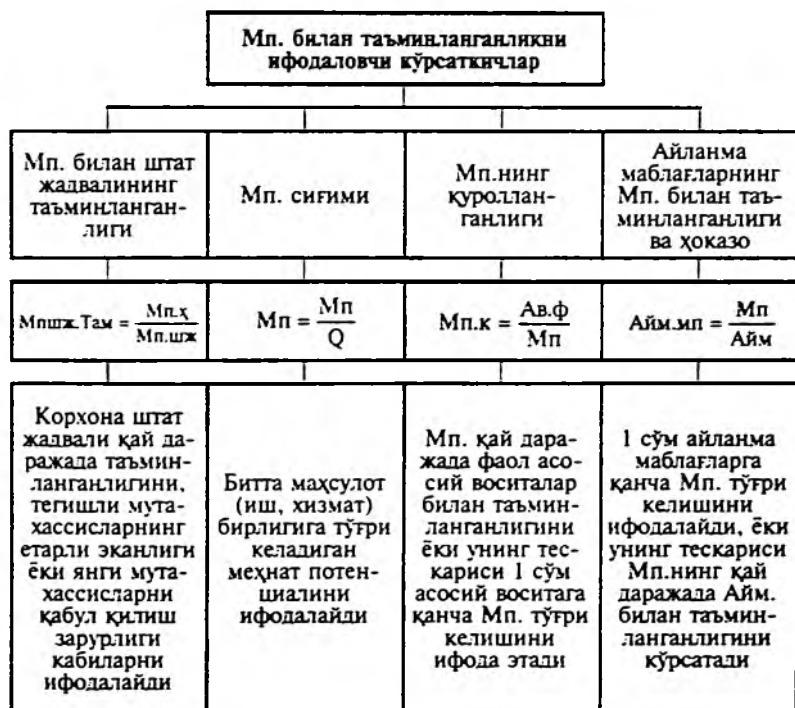 Мп. билан таъминланганликни
ифодаловчи кўрсаткичлар
Мп. билан штат
жадвалининг
таъминланган-
лиги
Мп. сиғими
Мп.нинг
қуроллан-
ганлиги
Айланма
маблағларнинг
Мп. билан таъ-
минланганлиги
ва ҳоказо
Мпшж.Там = Мп.ҳ / Мп.шж
Мп = Мп / Q
Мп.к = Ав.ф / Мп
Айм.мп = Мп / Айм
Корхона штат
жадвали қай да-
ражада таъмин-
ланганлигини,
тегишли мута-
хассисларнинг
етарли эканлиги
ёки янги мута-
хассисларни
қабул қилиш
зарурлиги
кабиларни
ифодалайди
Битта маҳсулот
(иш, хизмат)
бирлигига тўғри
келадиган
меҳнат потен-
циалини
ифодалайди
Мп. қай дара-
жада фаол асо-
сий воситалар
билан таъмин-
ланганлигини
ёки унинг тес-
кариси 1 сўм
асосий воситага
қанча Мп. тўғри
келишини
ифода этади
1 сўм айланма
маблағларга
қанча Мп. тўғри
келишини
ифодалайди, ёки
унинг тескариси
Мп.нинг қай
даражада Айм.
билан таъмин-
ланганлигини
кўрсатади